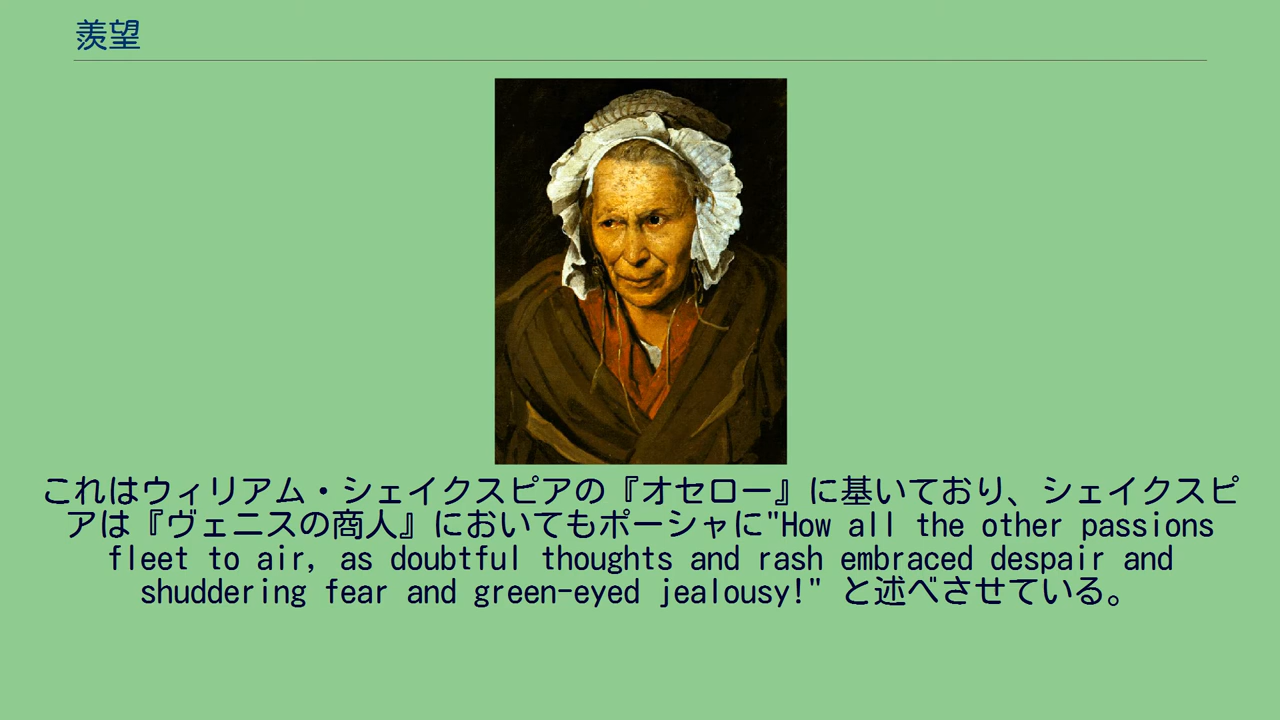 羨望
これはウィリアム・シェイクスピアの『オセロー』に基いており、シェイクスピ
アは『ヴェニスの商人』においてもポーシャに"How all the other passions
fleet to air, as doubtful thoughts and rash embraced despair and
shuddering fear and green-eyed jealousy!" と述べさせている。